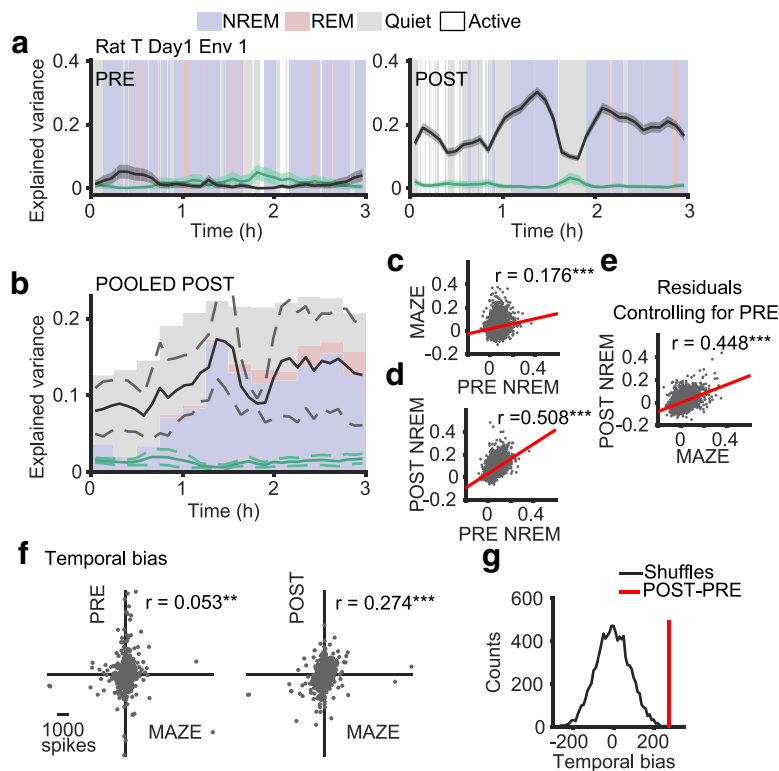 NREM REM Quiet Active
a Rat T Day1 Env 1
PRE
POST
Explained variance
0.4
0.2
0
0 1 2 3
Time (h)
0.4
0.2
0
0 1 2 3
Time (h)
b POOLED POST
Explained variance
0.2
0.1
0
0 1 2 3
Time (h)
c
r = 0.176***
MAZE
0.4
0.2
0
-0.2
0 0.4
PRE NREM
d
r =0.508***
POST NREM
0.4
0.2
0
-0.2
0 0.4
PRE NREM
e Residuals
Controlling for PRE
r = 0.448***
POST NREM
0.4
0.2
0
-0.2
0 0.4
MAZE
f Temporal bias
PRE
r = 0.053**
MAZE
1000
spikes
POST
r = 0.274***
MAZE
g
Shuffles
POST-PRE
Counts
600
400
200
0
-200 0 200
Temporal bias